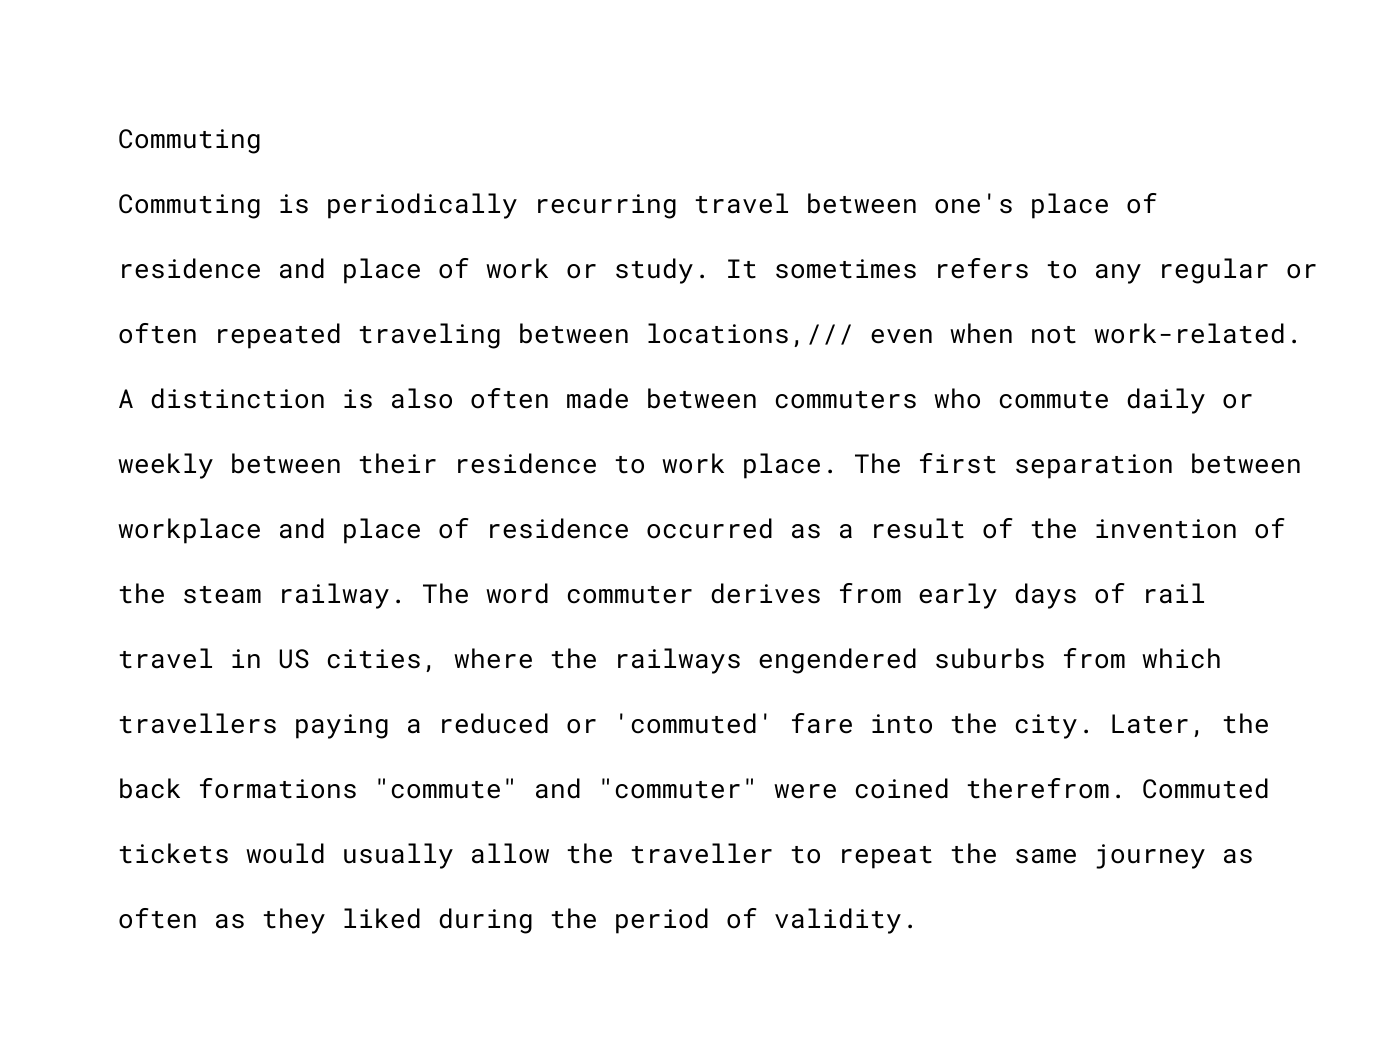 Commuting
Commuting is periodically recurring travel between one's place of
residence and place of work or study. It sometimes refers to any regular or
often repeated traveling between locations,/// even when not work-related.
A distinction is also often made between commuters who commute daily or
weekly between their residence to work place. The first separation between
workplace and place of residence occurred as a result of the invention of
the steam railway. The word commuter derives from early days of rail
travel in US cities, where the railways engendered suburbs from which
travellers paying a reduced or 'commuted' fare into the city. Later, the
back formations "commute" and "commuter" were coined therefrom. Commuted
tickets would usually allow the traveller to repeat the same journey as
often as they liked during the period of validity.